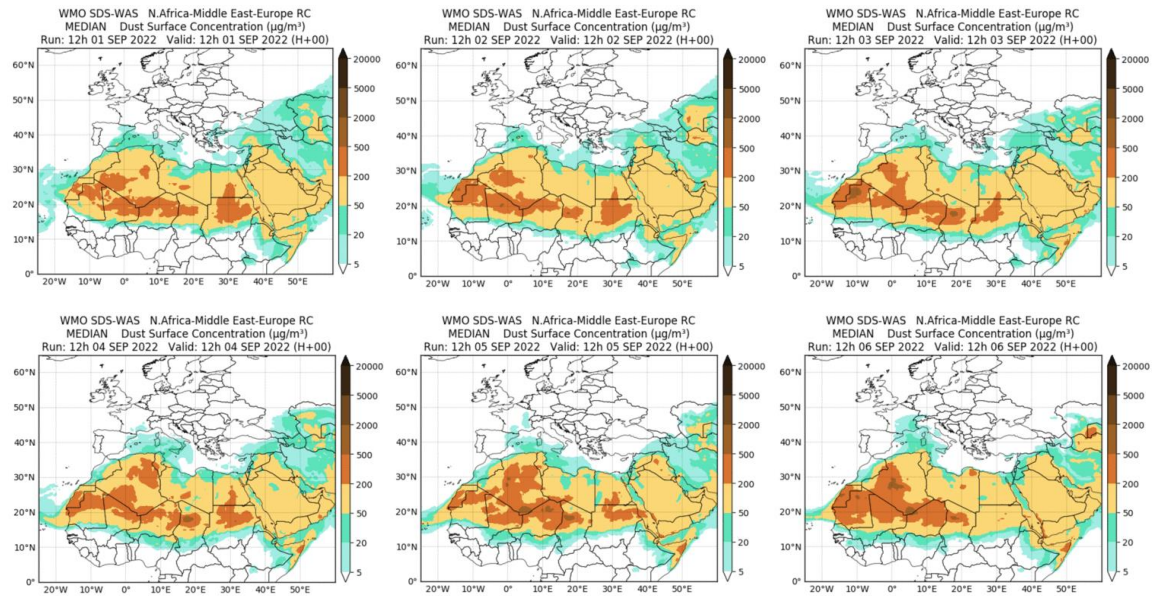 WMO SDS-WAS N.Africa-Middle East-Europe RC
MEDIAN Dust Surface Concentration (µg/m³)
Run: 12h 01 SEP 2022 Valid: 12h 01 SEP 2022 (H+00)
60°N
50°N
40°N
30°N
20°N
10°N
0°
20°W
10°W
0°
10°E
20°E
30°E
40°E
50°E
20000
5000
2000
500
200
50
20
5
WMO SDS-WAS N.Africa-Middle East-Europe RC
MEDIAN Dust Surface Concentration (µg/m³)
Run: 12h 02 SEP 2022 Valid: 12h 02 SEP 2022 (H+00)
60°N
50°N
40°N
30°N
20°N
10°N
0°
20°W
10°W
0°
10°E
20°E
30°E
40°E
50°E
20000
5000
2000
500
200
50
20
5
WMO SDS-WAS N.Africa-Middle East-Europe RC
MEDIAN Dust Surface Concentration (µg/m³)
Run: 12h 03 SEP 2022 Valid: 12h 03 SEP 2022 (H+00)
60°N
50°N
40°N
30°N
20°N
10°N
0°
20°W
10°W
0°
10°E
20°E
30°E
40°E
50°E
20000
5000
2000
500
200
50
20
5
WMO SDS-WAS N.Africa-Middle East-Europe RC
MEDIAN Dust Surface Concentration (µg/m³)
Run: 12h 04 SEP 2022 Valid: 12h 04 SEP 2022 (H+00)
60°N
50°N
40°N
30°N
20°N
10°N
0°
20°W
10°W
0°
10°E
20°E
30°E
40°E
50°E
20000
5000
2000
500
200
50
20
5
WMO SDS-WAS N.Africa-Middle East-Europe RC
MEDIAN Dust Surface Concentration (µg/m³)
Run: 12h 05 SEP 2022 Valid: 12h 05 SEP 2022 (H+00)
60°N
50°N
40°N
30°N
20°N
10°N
0°
20°W
10°W
0°
10°E
20°E
30°E
40°E
50°E
20000
5000
2000
500
200
50
20
5
WMO SDS-WAS N.Africa-Middle East-Europe RC
MEDIAN Dust Surface Concentration (µg/m³)
Run: 12h 06 SEP 2022 Valid: 12h 06 SEP 2022 (H+00)
60°N
50°N
40°N
30°N
20°N
10°N
0°
20°W
10°W
0°
10°E
20°E
30°E
40°E
50°E
20000
5000
2000
500
200
50
20
5